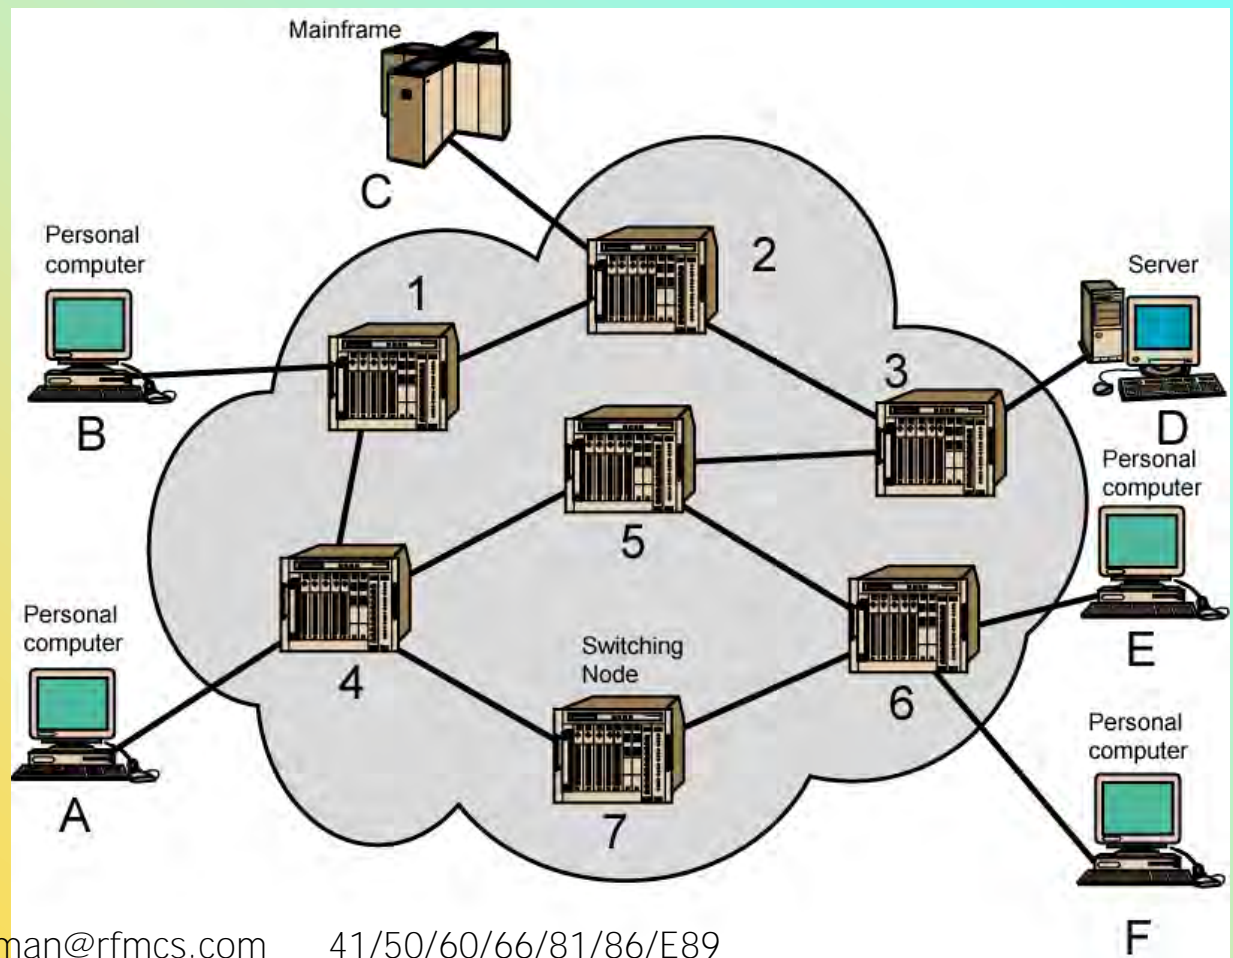 Mainframe
C
2
Personal
computer
1
Server
B
3
D
Personal
computer
5
E
Personal
computer
4
Switching
Node
6
A
7
Personal
computer
F
man@rfmcs.com 41/50/60/66/81/86/E89